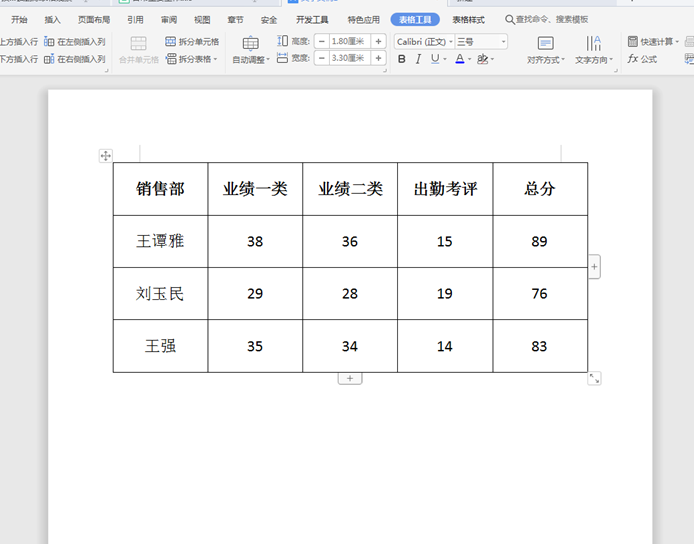 开始 插入 页面布局 引用 审阅 视图 章节 安全 开发工具 特色应用 表格工具 表格样式 查找命令、搜索模板
上方插入行 在左侧插入列 合并单元格 拆分单元格 自动调整 高度: 1.80厘米 Calibri (正文) 三号 对齐方式 文字方向 快速计算
下方插入行 在右侧插入列 拆分表格 宽度: 3.30厘米 B I U A ab fx 公式
销售部 业绩一类 业绩二类 出勤考评 总分
王谭雅 38 36 15 89
刘玉民 29 28 19 76
王强 35 34 14 83